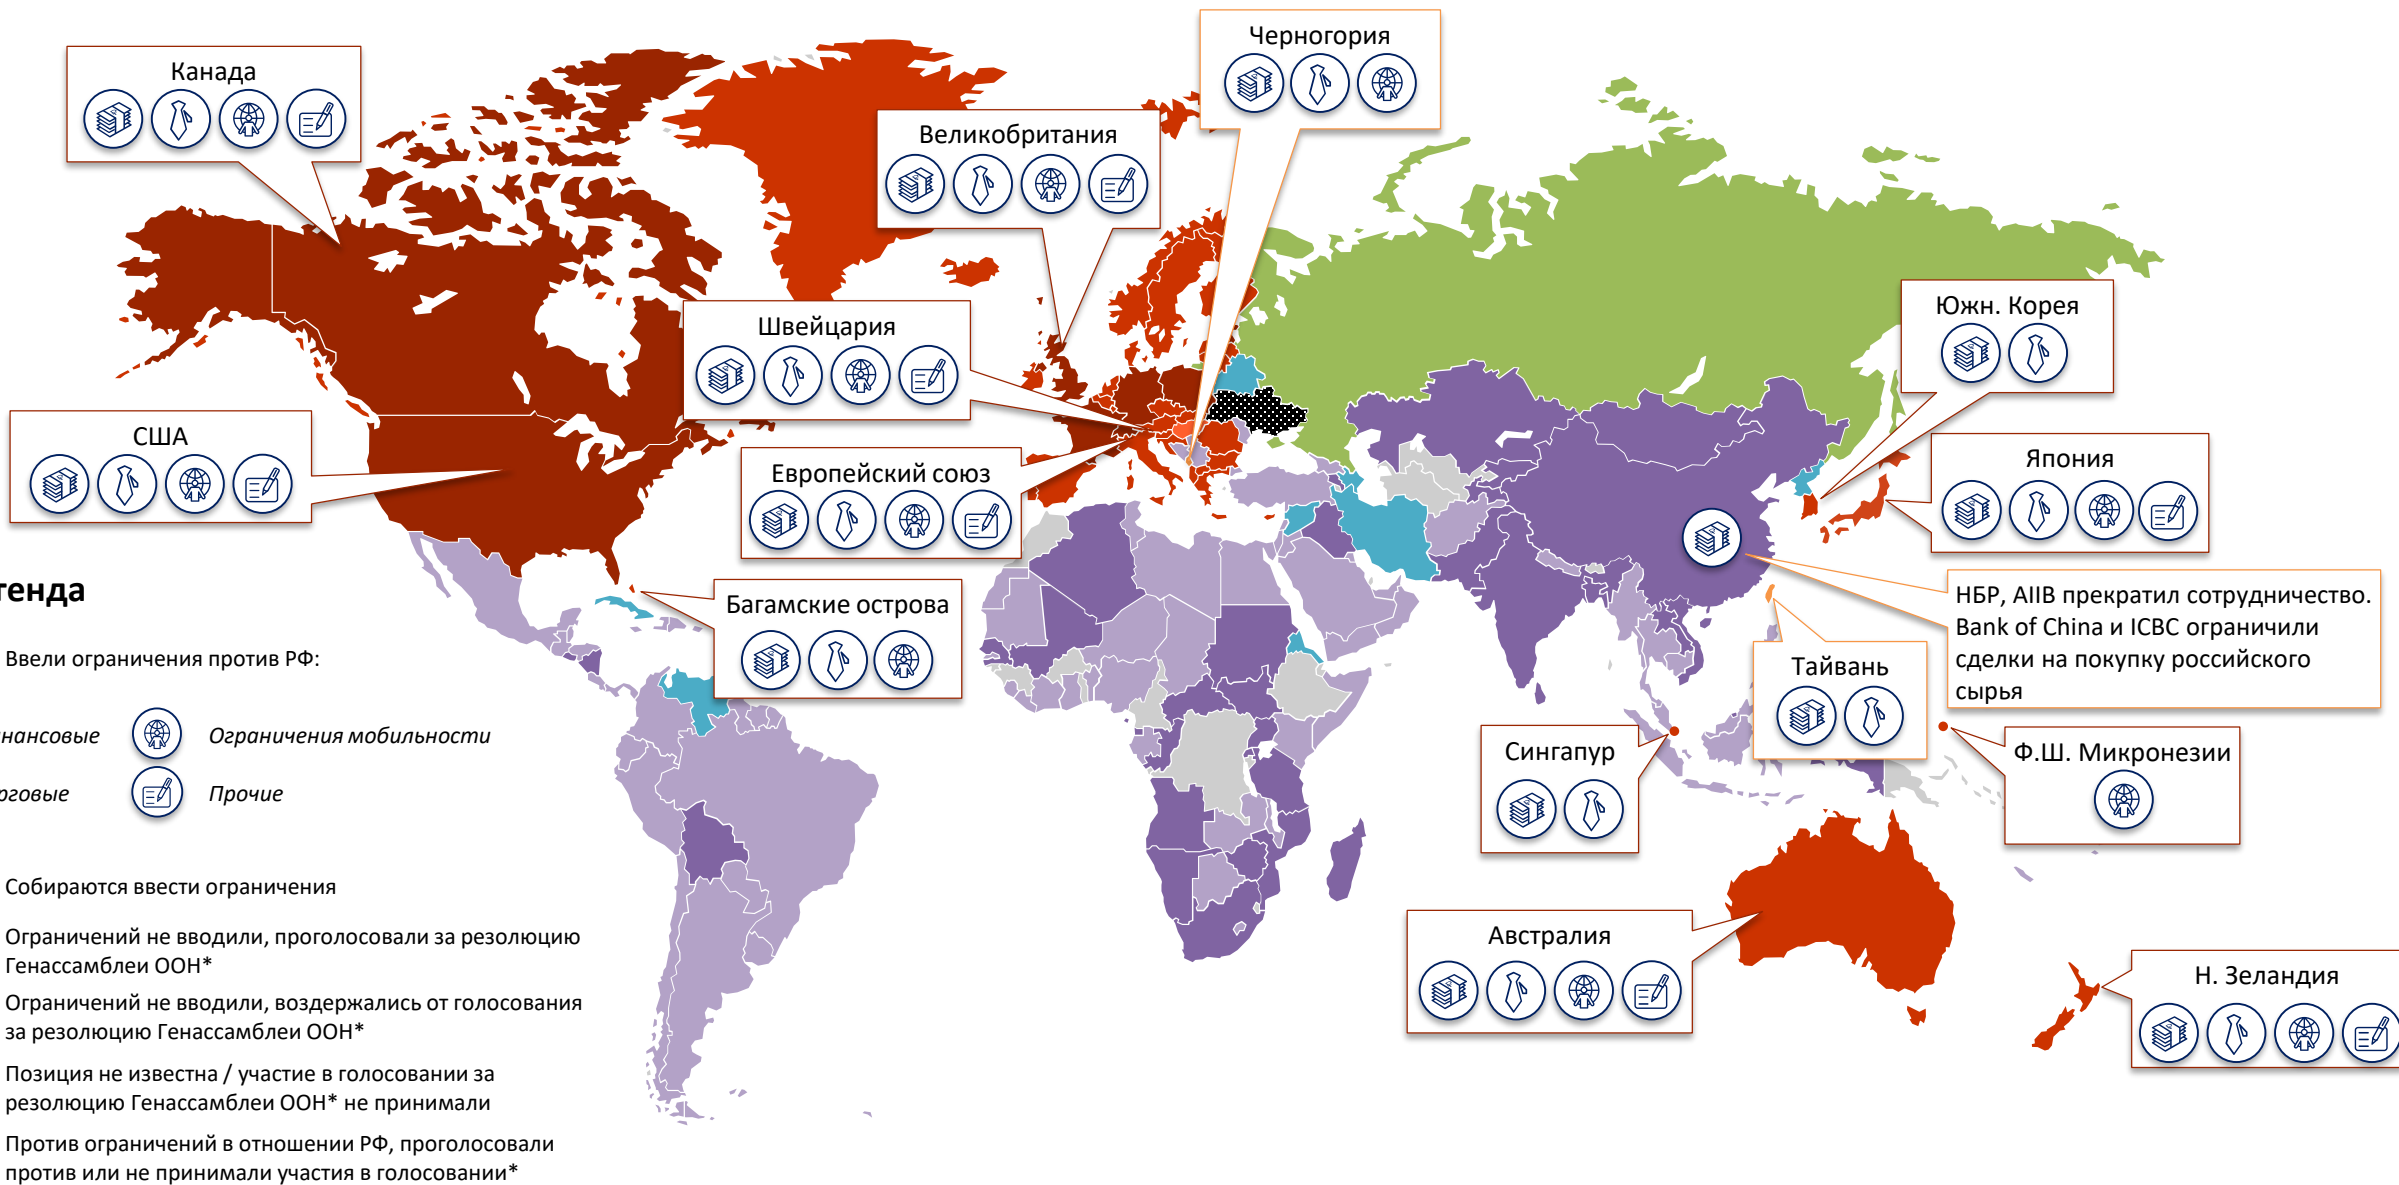 Черногория
Канада
Великобритания
Южн. Корея
Швейцария
США
Япония
Европейский союз
НБР, AIIB прекратил сотрудничество.
Bank of China и ICBC ограничили
сделки на покупку российского
сырья
Багамские острова
Тайвань
Сингапур
Ф.Ш. Микронезии
Австралия
Н. Зеландия
генда
Ввели ограничения против РФ:
нансовые
Ограничения мобильности
рговые
Прочие
Собираются ввести ограничения
Ограничений не вводили, проголосовали за резолюцию
Генассамблеи ООН*
Ограничений не вводили, воздержались от голосования
за резолюцию Генассамблеи ООН*
Позиция не известна / участие в голосовании за
резолюцию Генассамблеи ООН* не принимали
Против ограничений в отношении РФ, проголосовали
против или не принимали участия в голосовании*